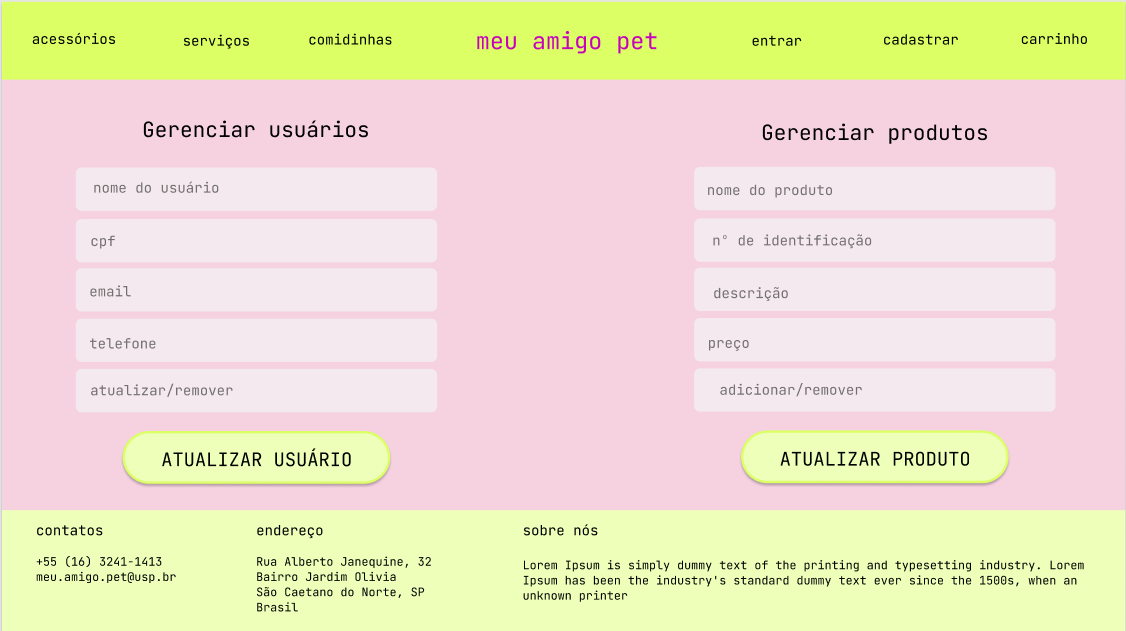 acessórios serviços comidinhas meu amigo pet entrar cadastrar carrinho
Gerenciar usuários
nome do usuário
cpf
email
telefone
atualizar/remover
ATUALIZAR USUÁRIO
Gerenciar produtos
nome do produto
n° de identificação
descrição
preço
adicionar/remover
ATUALIZAR PRODUTO
contatos
+55 (16) 3241-1413
meu.amigo.pet@usp.br
endereço
Rua Alberto Janequine, 32
Bairro Jardim Olivia
São Caetano do Norte, SP
Brasil
sobre nós
Lorem Ipsum is simply dummy text of the printing and typesetting industry. Lorem
Ipsum has been the industry's standard dummy text ever since the 1500s, when an
unknown printer